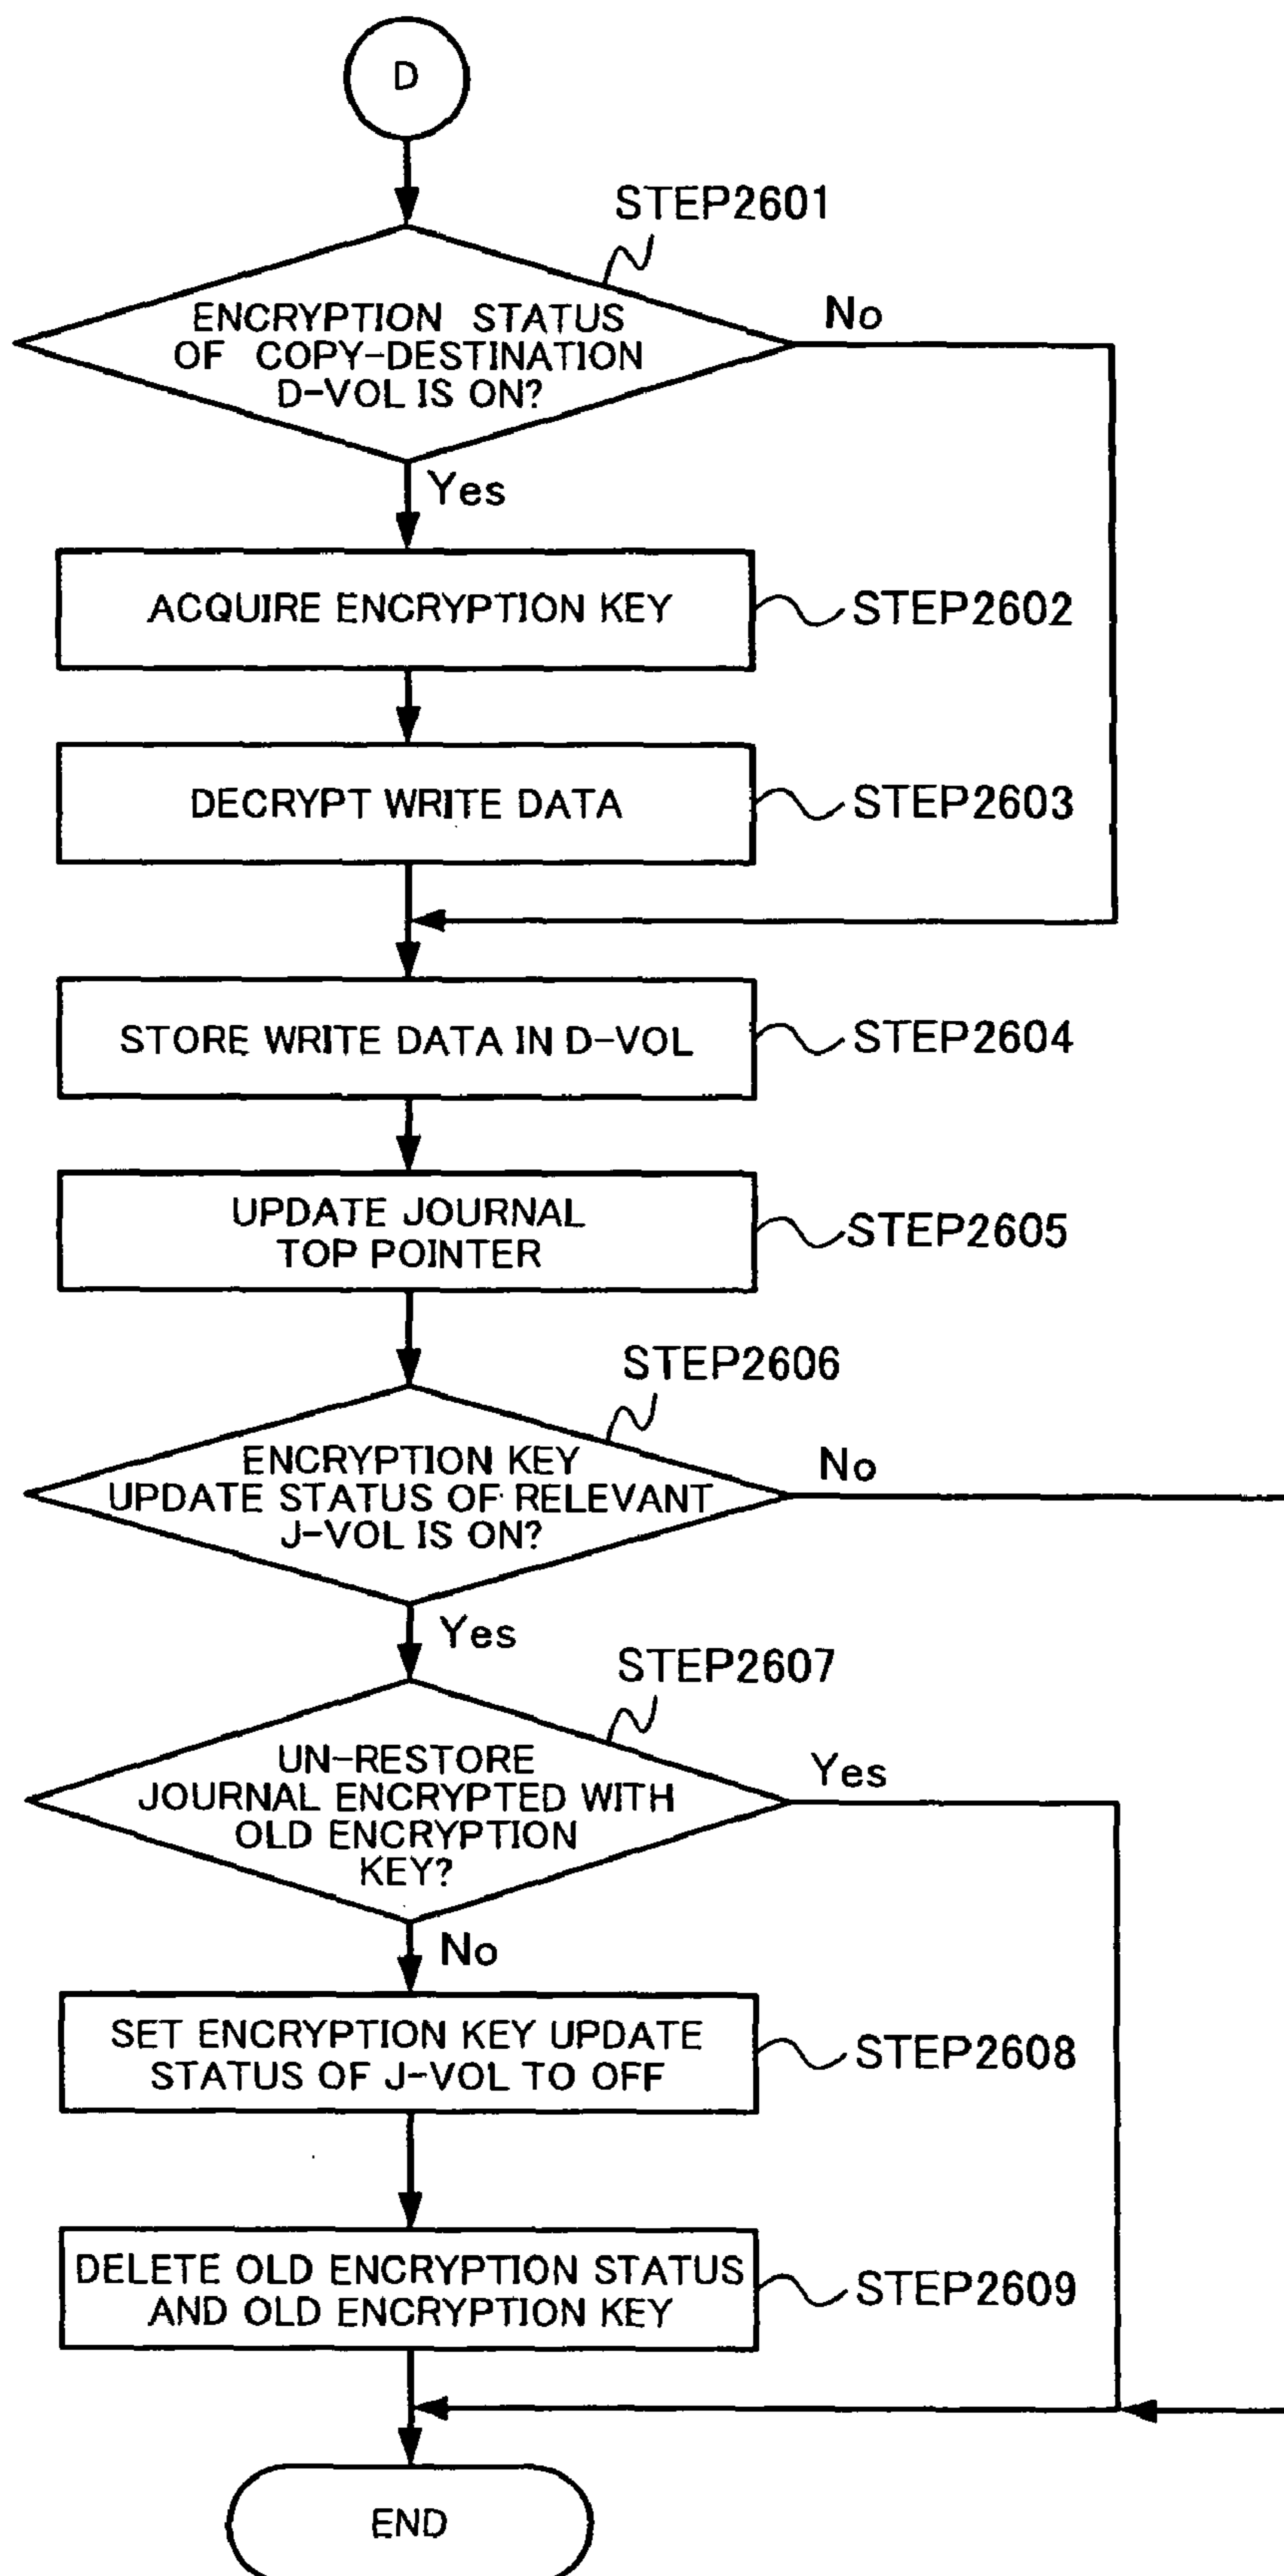 D
STEP2601
ENCRYPTION STATUS
OF COPY-DESTINATION
D-VOL IS ON?
No
Yes
ACQUIRE ENCRYPTION KEY
STEP2602
DECRYPT WRITE DATA
STEP2603
STORE WRITE DATA IN D-VOL
STEP2604
UPDATE JOURNAL
TOP POINTER
STEP2605
STEP2606
ENCRYPTION KEY
UPDATE STATUS OF RELEVANT
J-VOL IS ON?
No
Yes
STEP2607
UN-RESTORE
JOURNAL ENCRYPTED WITH
OLD ENCRYPTION
KEY?
Yes
No
SET ENCRYPTION KEY UPDATE
STATUS OF J-VOL TO OFF
STEP2608
DELETE OLD ENCRYPTION STATUS
AND OLD ENCRYPTION KEY
STEP2609
END